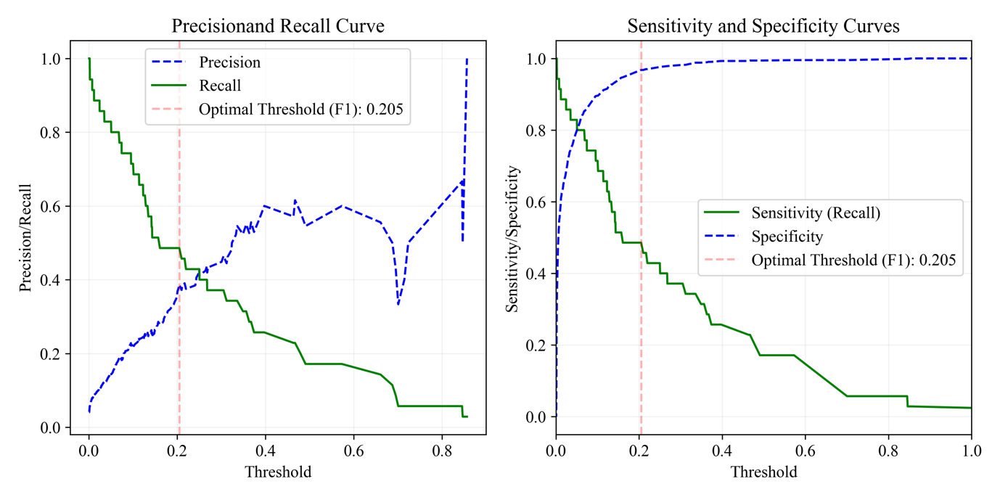 Precisionand Recall Curve
Precision/Recall
1.0
0.8
0.6
0.4
0.2
0.0
Precision
Recall
Optimal Threshold (F1): 0.205
0.0 0.2 0.4 0.6 0.8
Threshold
Sensitivity and Specificity Curves
Sensitivity/Specificity
1.0
0.8
0.6
0.4
0.2
0.0
Sensitivity (Recall)
Specificity
Optimal Threshold (F1): 0.205
0.0 0.2 0.4 0.6 0.8 1.0
Threshold